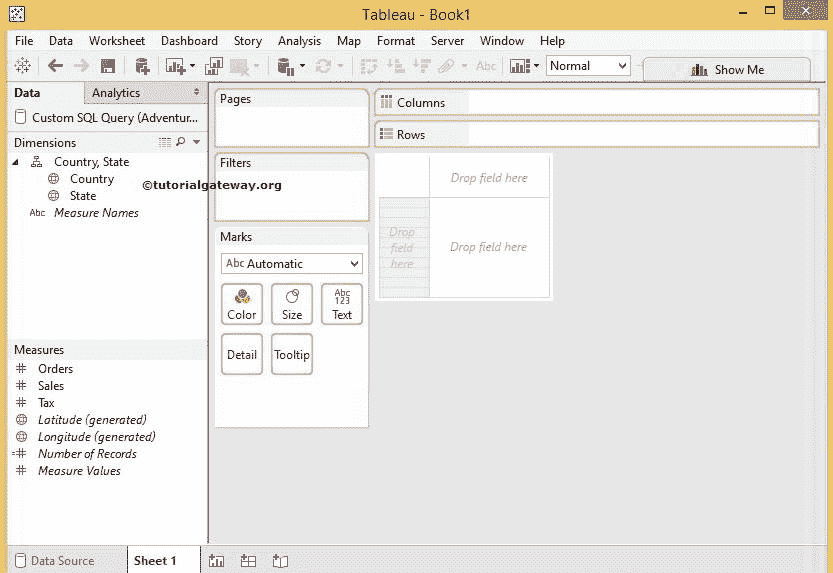 Tableau - Book1
File Data Worksheet Dashboard Story Analysis Map Format Server Window Help
Abc Normal Show Me
Data Analytics
Custom SQL Query (Adventur...
Dimensions
Country, State
Country
State
Abc Measure Names
Measures
Orders
Sales
Tax
Latitude (generated)
Longitude (generated)
Number of Records
Measure Values
Pages
Filters
©tutorialgateway.org
Marks
Abc Automatic
Color Size Abc 123 Text
Detail Tooltip
Columns
Rows
Drop field here
Drop
field
here
Drop field here
Data Source Sheet 1